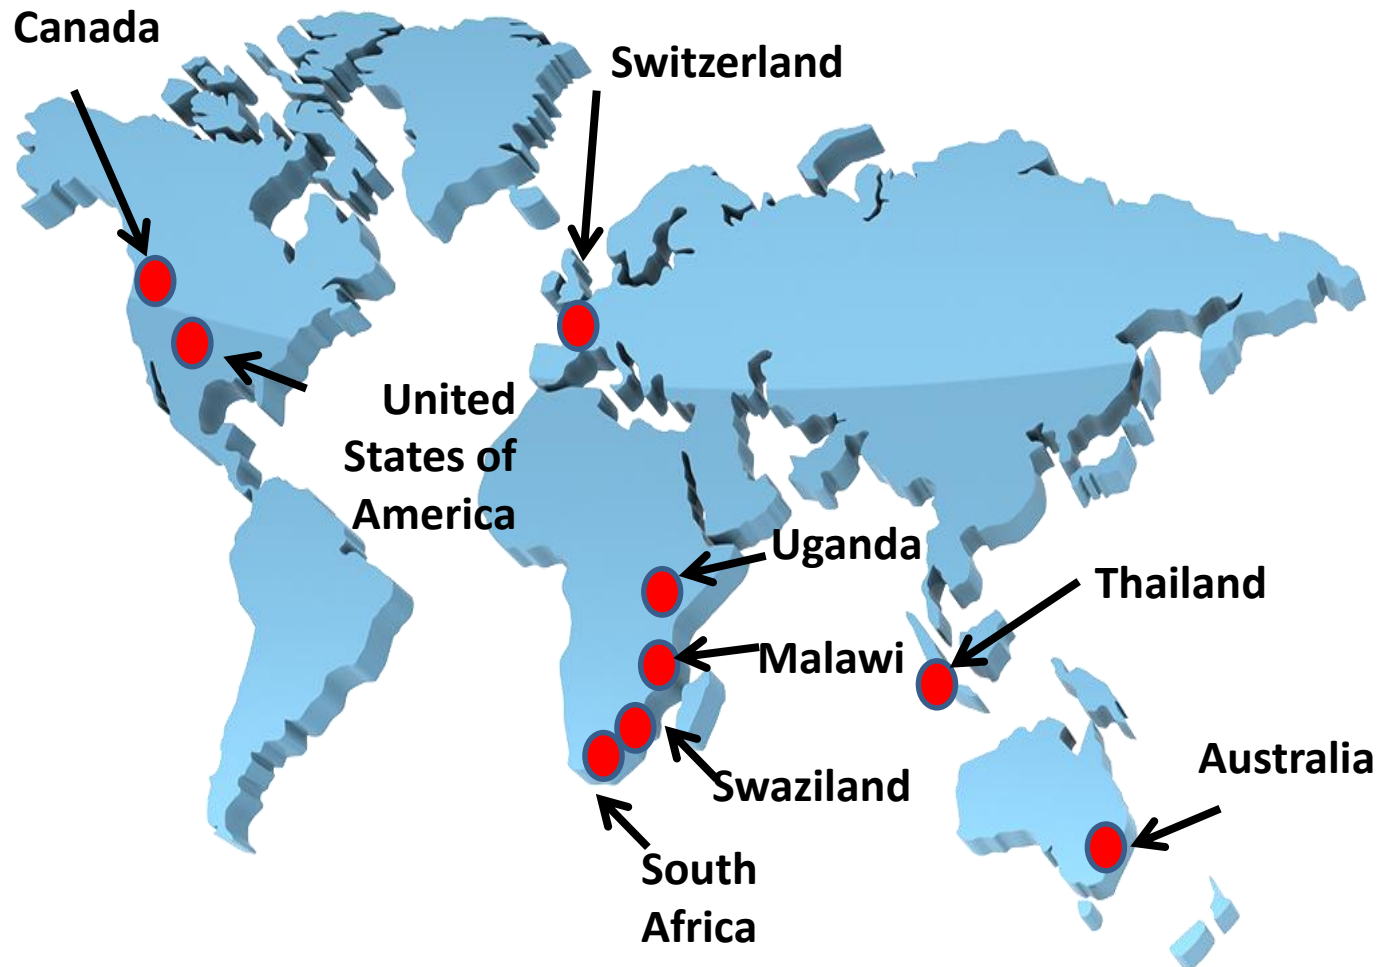 Canada
Switzerland
United
States of
America
Uganda
Thailand
Malawi
Australia
Swaziland
South
Africa